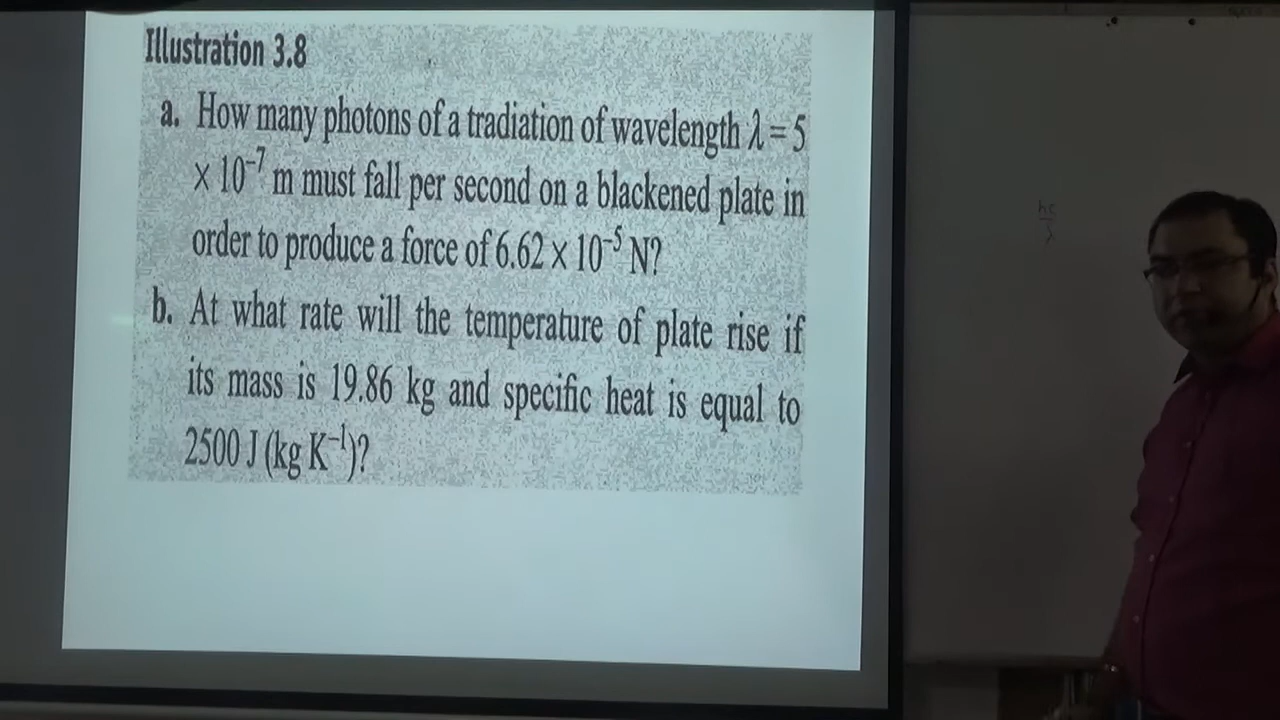 Illustration 3.8
a. How many photons of a tradiation of wavelength λ = 5
× 10⁻⁷ m must fall per second on a blackened plate in
order to produce a force of 6.62 × 10⁻⁵ N?
b. At what rate will the temperature of plate rise if
its mass is 19.86 kg and specific heat is equal to
2500 J (kg K⁻¹)?
hc
λ